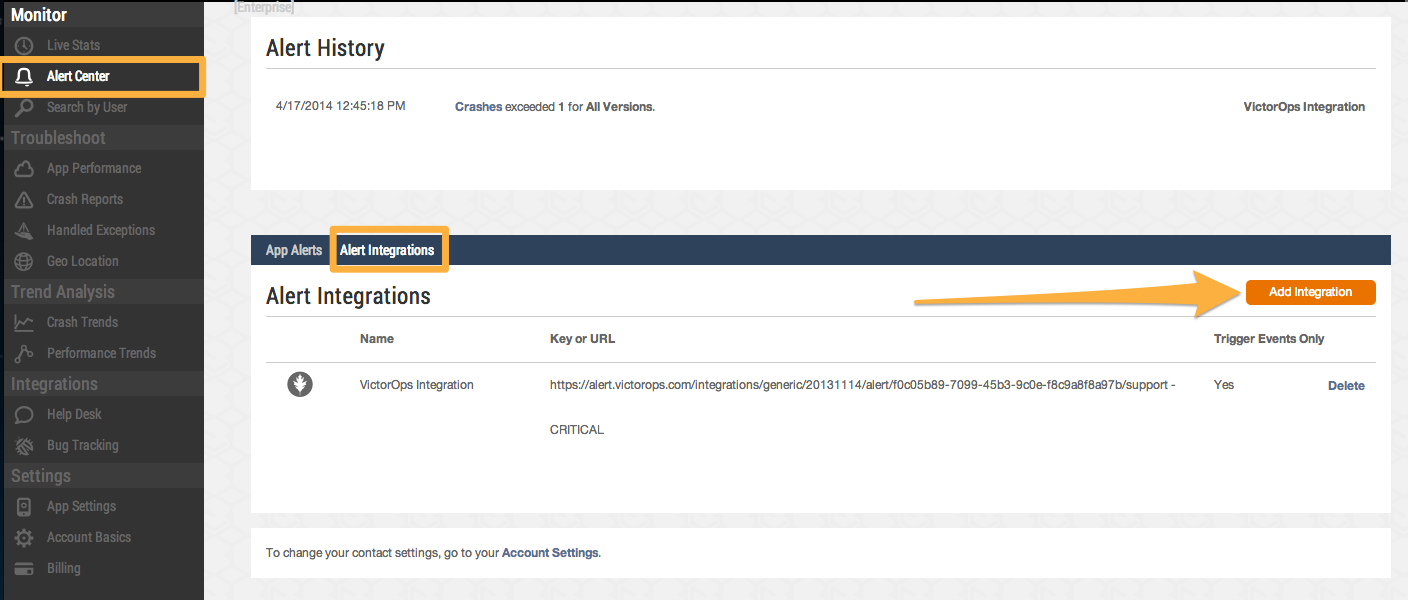 [Enterprise]
Monitor
Live Stats
Alert Center
Search by User
Troubleshoot
App Performance
Crash Reports
Handled Exceptions
Geo Location
Trend Analysis
Crash Trends
Performance Trends
Integrations
Help Desk
Bug Tracking
Settings
App Settings
Account Basics
Billing
Alert History
4/17/2014 12:45:18 PM Crashes exceeded 1 for All Versions. VictorOps Integration
App Alerts Alert Integrations
Alert Integrations Add Integration
Name Key or URL Trigger Events Only
VictorOps Integration https://alert.victorops.com/integrations/generic/20131114/alert/f0c05b89-7099-45b3-9c0e-f8c9a8f8a97b/support - Yes Delete
CRITICAL
To change your contact settings, go to your Account Settings.